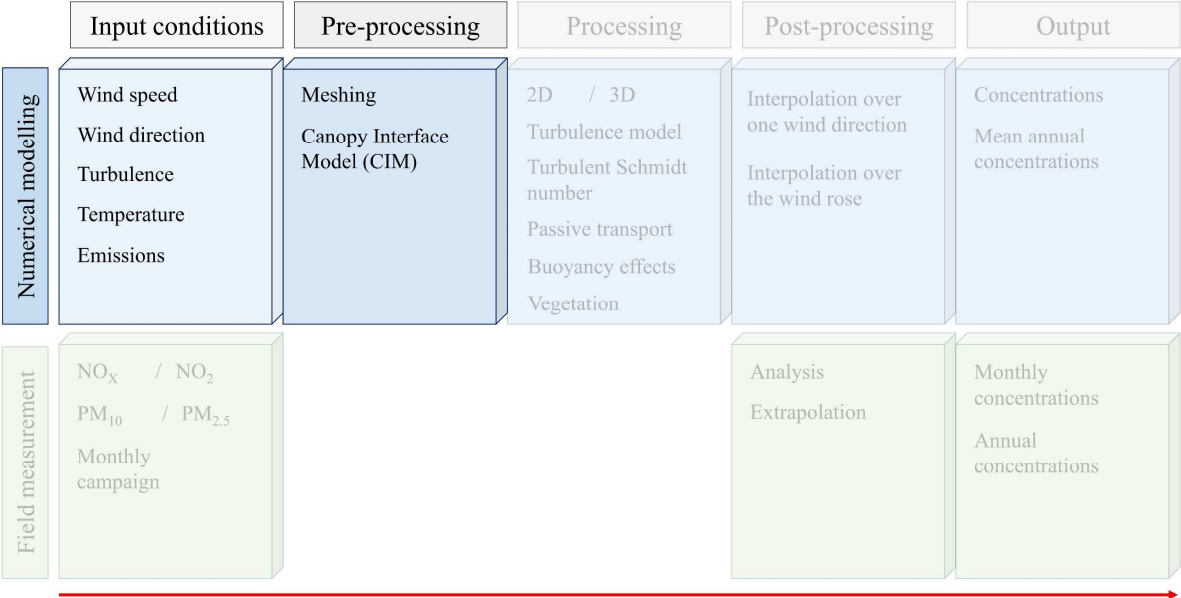 Input conditions
Pre-processing
Processing
Post-processing
Output
Numerical modelling
Wind speed
Wind direction
Turbulence
Temperature
Emissions
Meshing
Canopy Interface
Model (CIM)
2D / 3D
Turbulence model
Turbulent Schmidt
number
Passive transport
Buoyancy effects
Vegetation
Interpolation over
one wind direction
Interpolation over
the wind rose
Concentrations
Mean annual
concentrations
Field measurement
NOX / NO2
PM10 / PM2.5
Monthly
campaign
Analysis
Extrapolation
Monthly
concentrations
Annual
concentrations